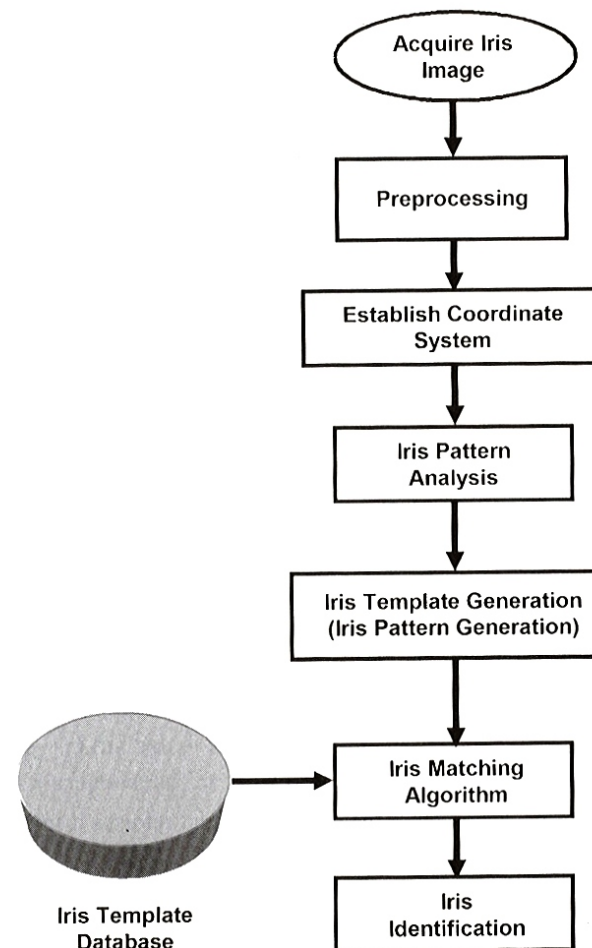 Acquire Iris
Image
Preprocessing
Establish Coordinate
System
Iris Pattern
Analysis
Iris Template Generation
(Iris Pattern Generation)
Iris Matching
Algorithm
Iris Template
Database
Iris
Identification